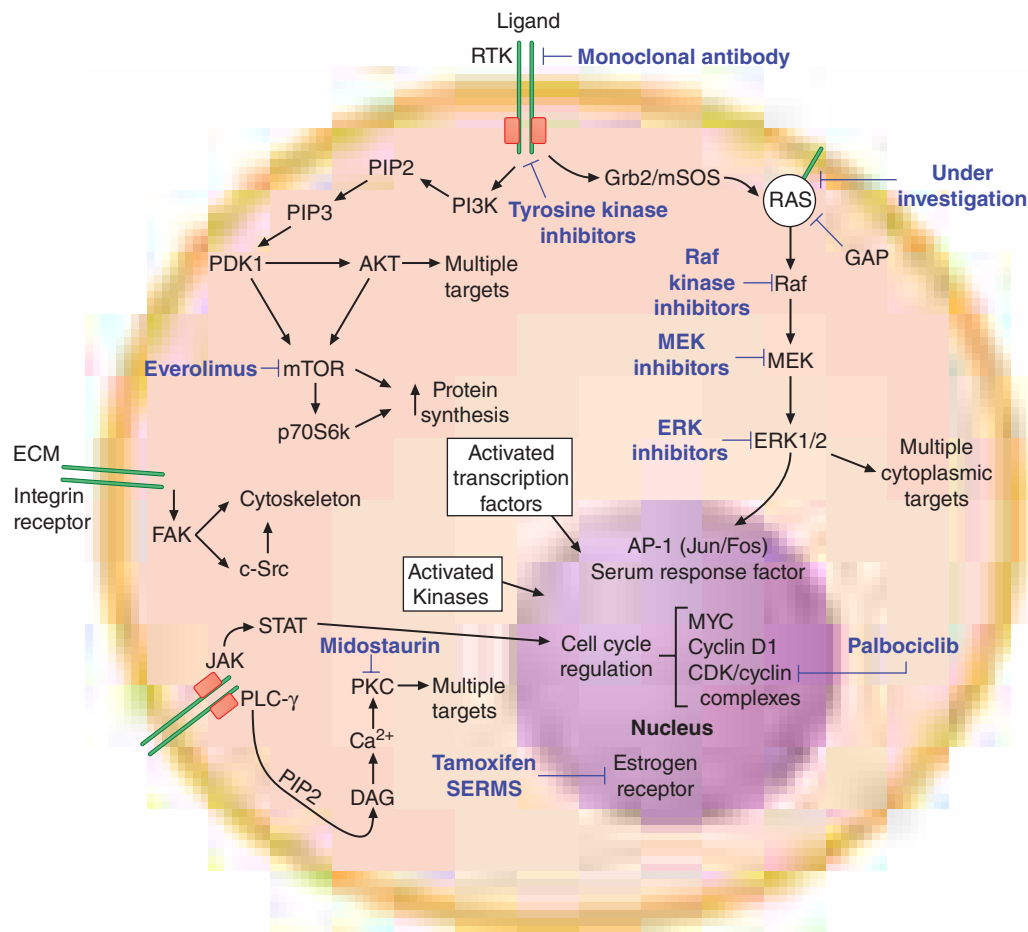 Ligand
RTK
Monoclonal antibody
PIP2
Grb2/mSOS
RAS
Under
investigation
PI3K
Tyrosine kinase
inhibitors
PIP3
GAP
PDK1
AKT
Multiple
targets
Raf
kinase
inhibitors
Raf
MEK
inhibitors
MEK
Everolimus
mTOR
Protein
synthesis
p70S6k
ERK
inhibitors
ERK1/2
Multiple
cytoplasmic
targets
ECM
Integrin
receptor
Activated
transcription
factors
Cytoskeleton
FAK
c-Src
AP-1 (Jun/Fos)
Serum response factor
Activated
Kinases
STAT
JAK
Midostaurin
Cell cycle
regulation
MYC
Cyclin D1
CDK/cyclin
complexes
Palbociclib
PLC-γ
PKC
Multiple
targets
Nucleus
Ca2+
PIP2
DAG
Tamoxifen
SERMS
Estrogen
receptor